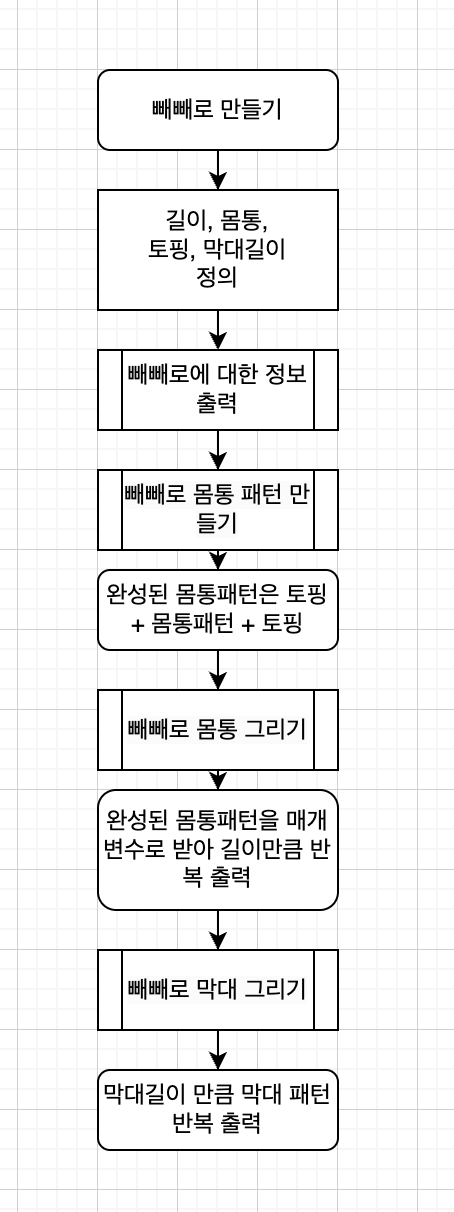 빼빼로 만들기
길이, 몸통,
토핑, 막대길이
정의
빼빼로에 대한 정보
출력
빼빼로 몸통 패턴 만
들기
완성된 몸통패턴은 토핑
+ 몸통패턴 + 토핑
빼빼로 몸통 그리기
완성된 몸통패턴을 매개
변수로 받아 길이만큼 반
복 출력
빼빼로 막대 그리기
막대길이 만큼 막대 패턴
반복 출력